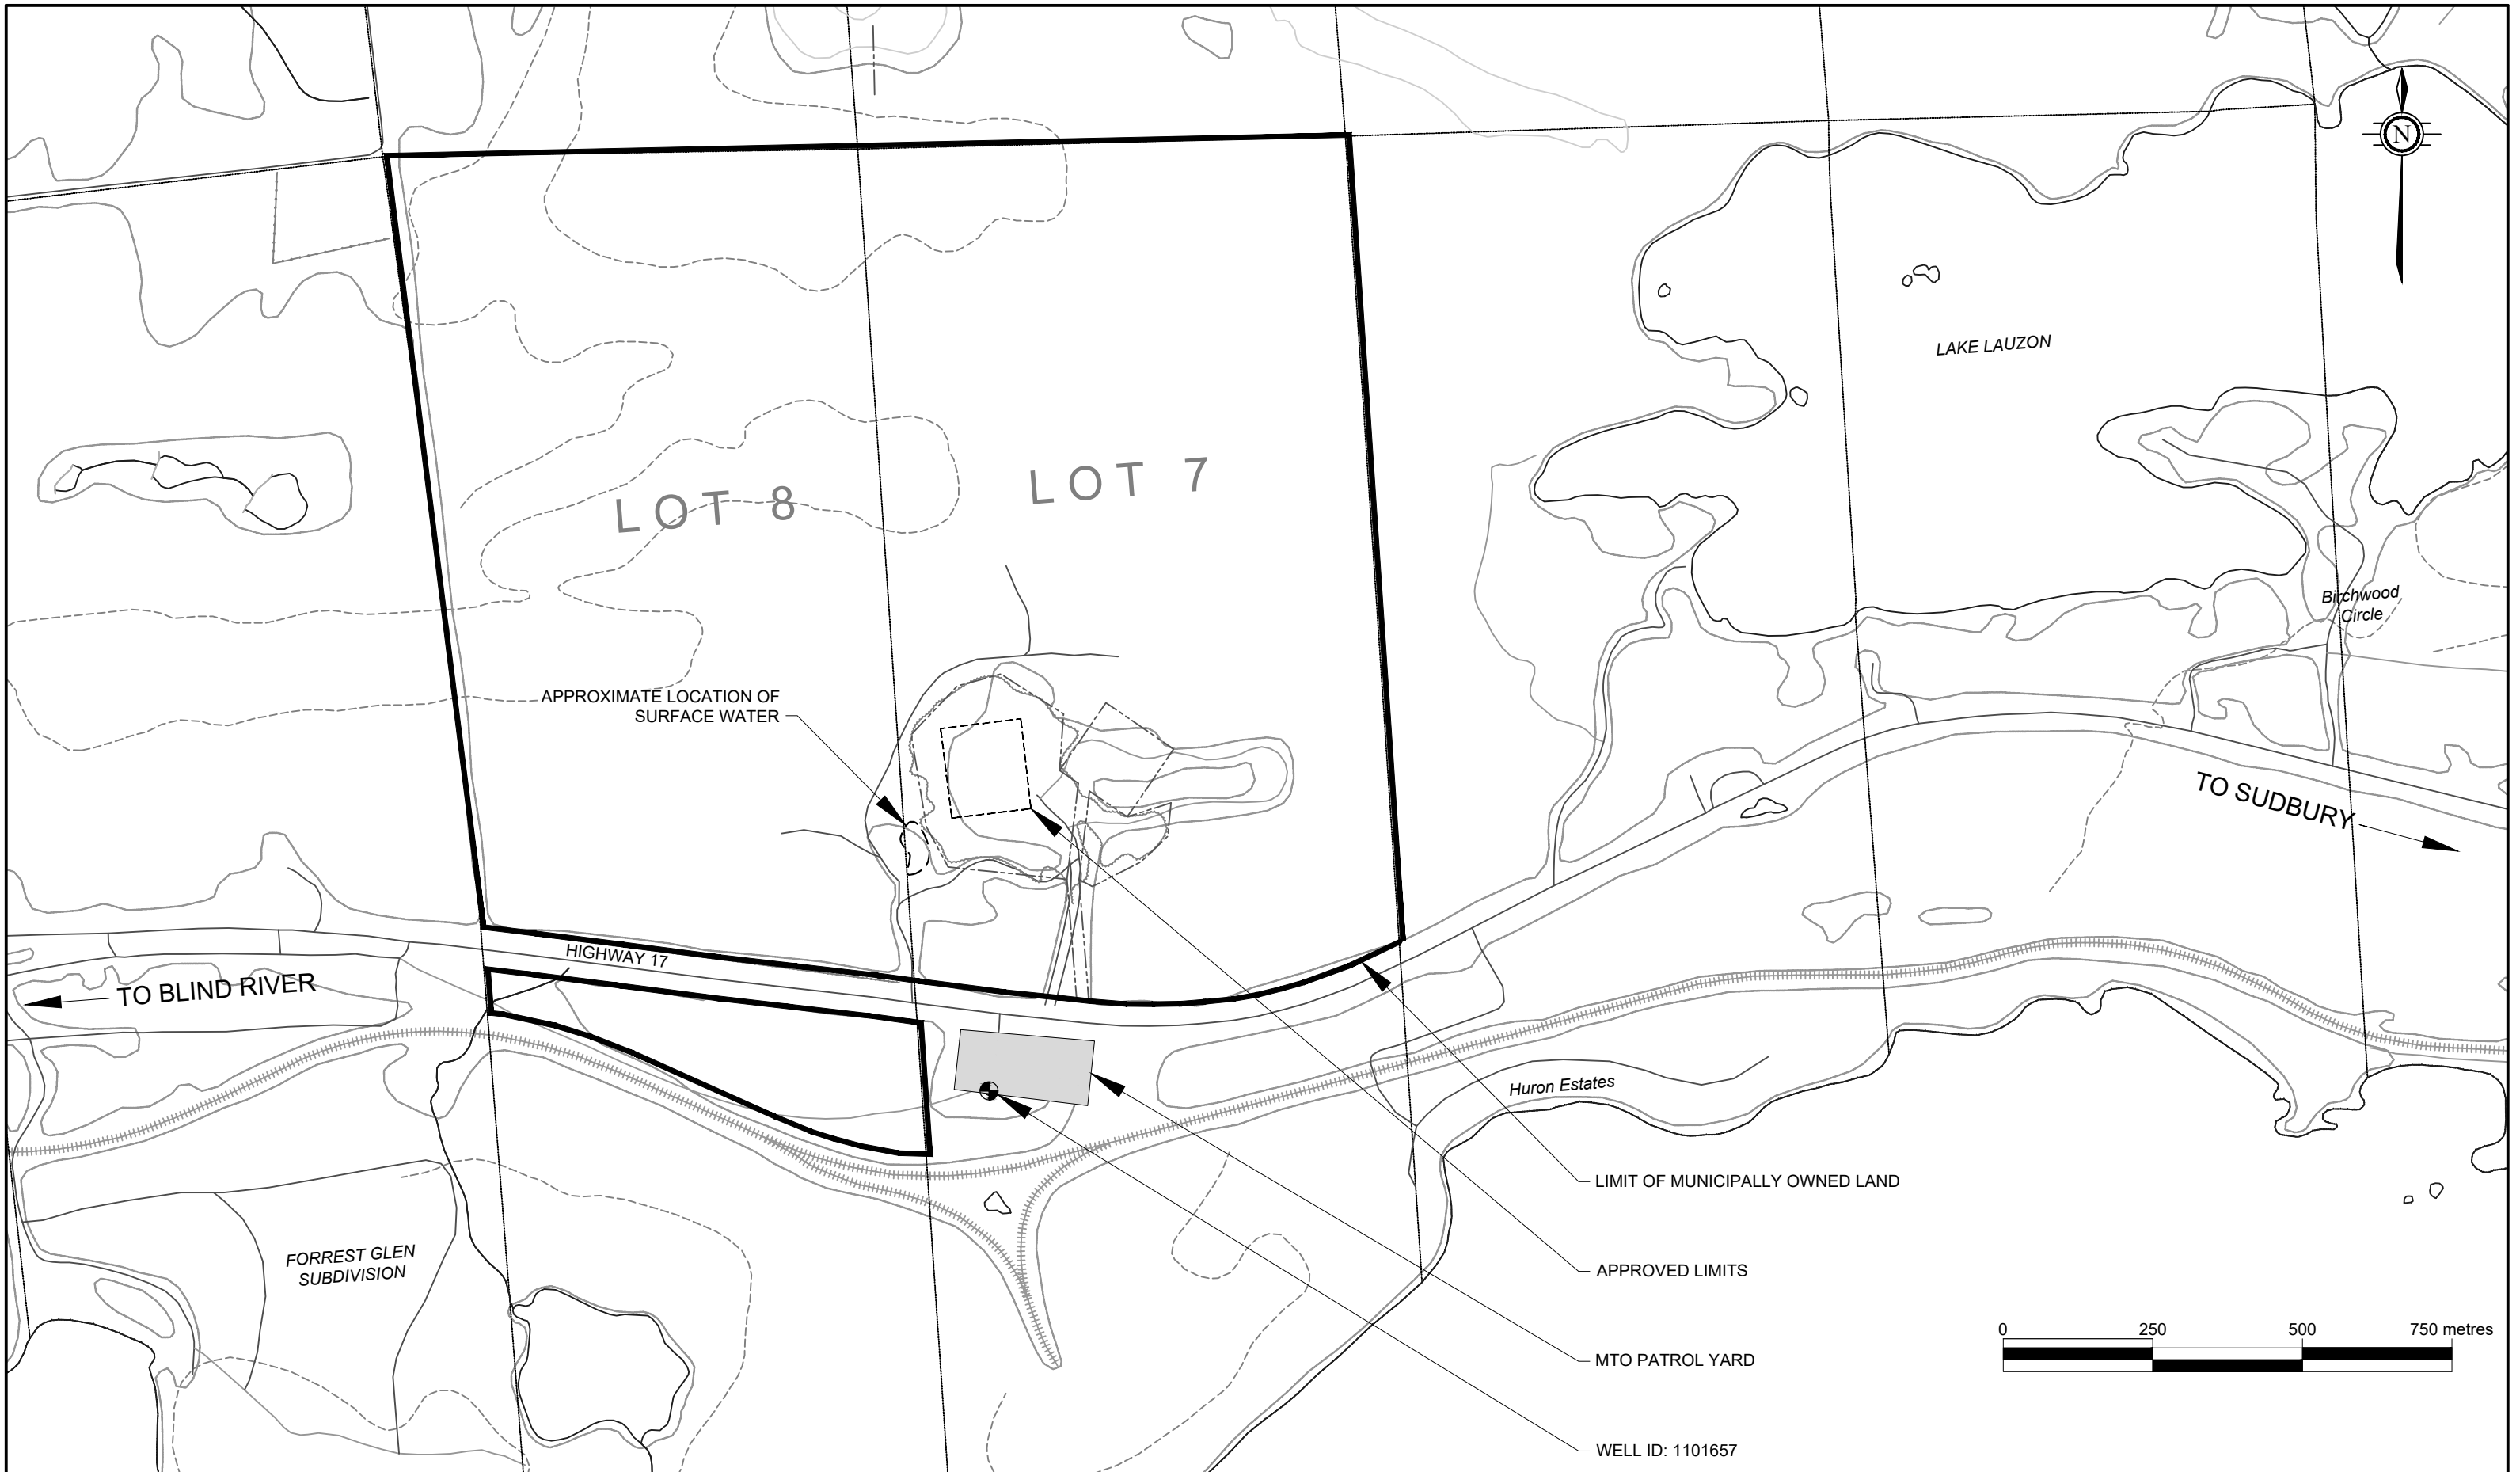 N
LAKE LAUZON
LOT 8
LOT 7
Birchwood
Circle
APPROXIMATE LOCATION OF
SURFACE WATER
TO SUDBURY
HIGHWAY 17
TO BLIND RIVER
Huron Estates
LIMIT OF MUNICIPALLY OWNED LAND
FORREST GLEN
SUBDIVISION
APPROVED LIMITS
0 250 500 750 metres
MTO PATROL YARD
WELL ID: 1101657